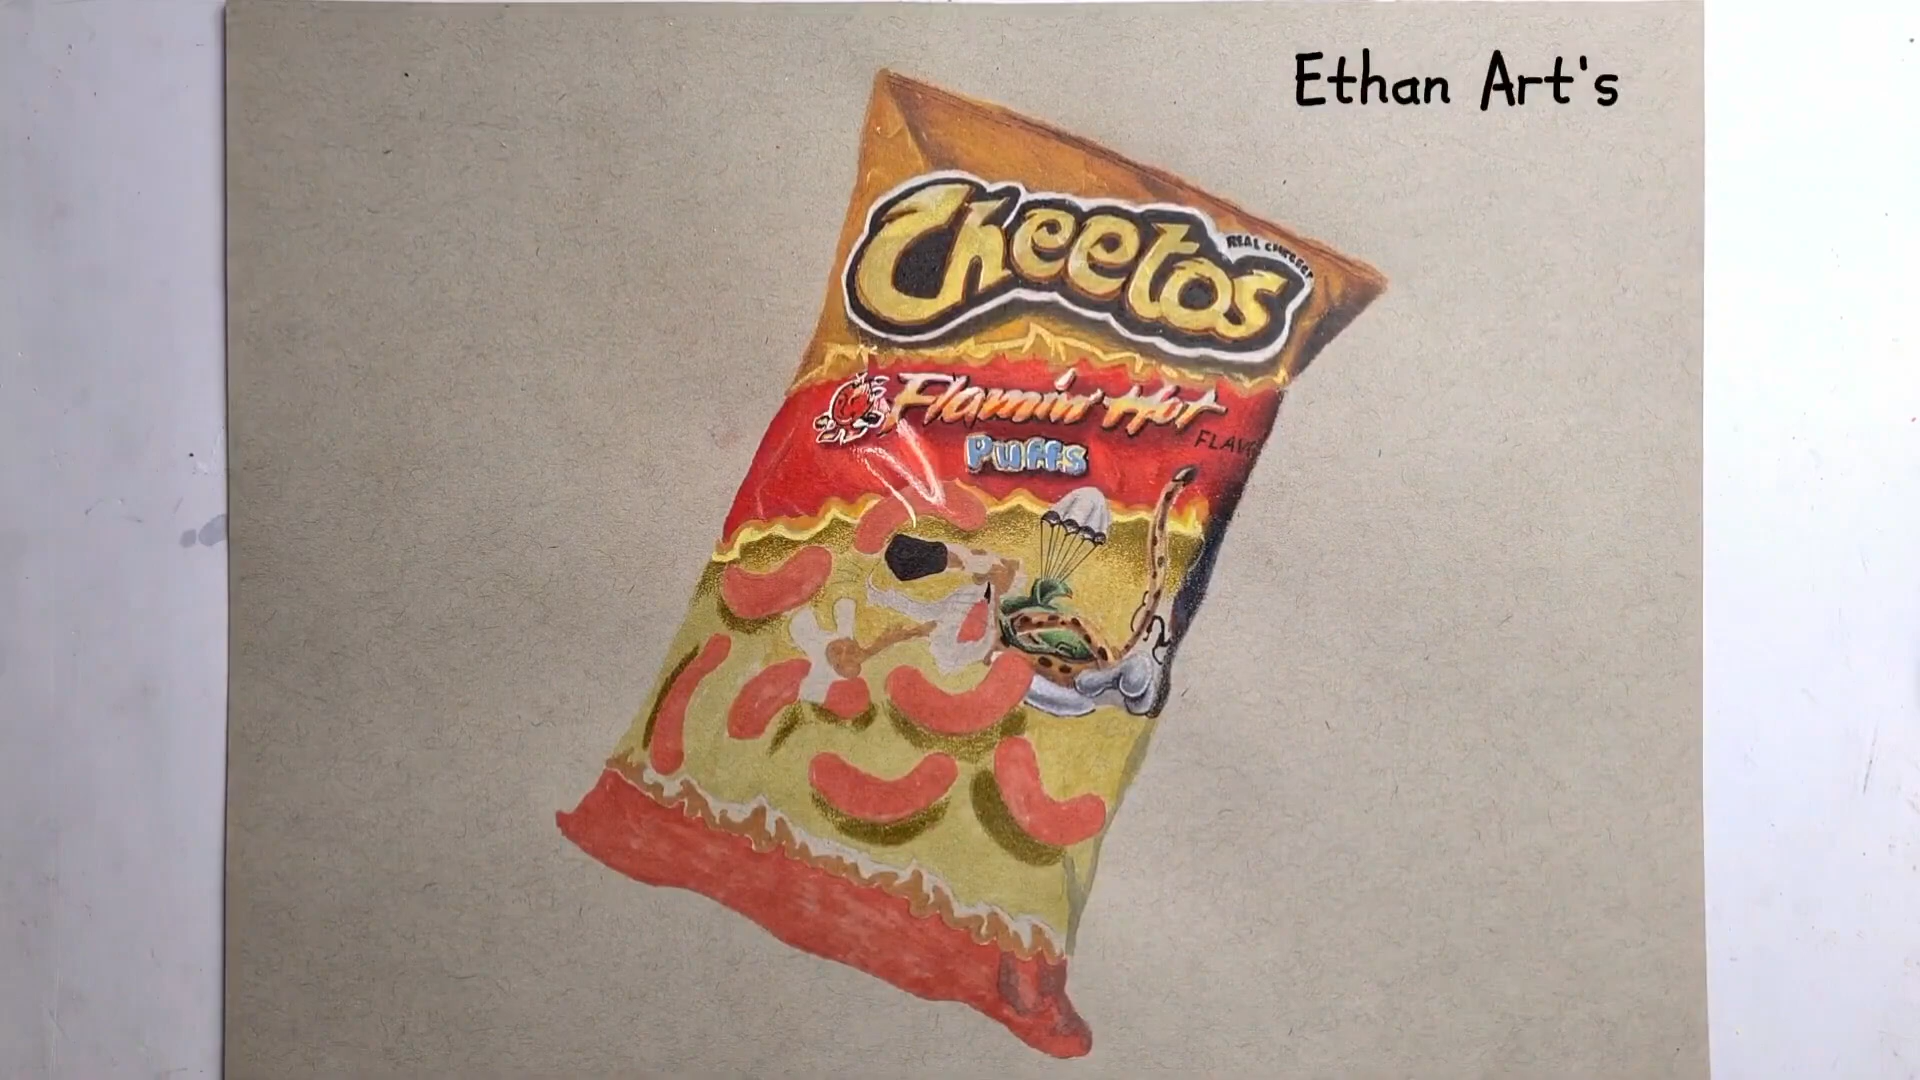 Ethan Art's
Cheetos
REAL CHEESE!
Flamin' Hot
FLAV
Puffs